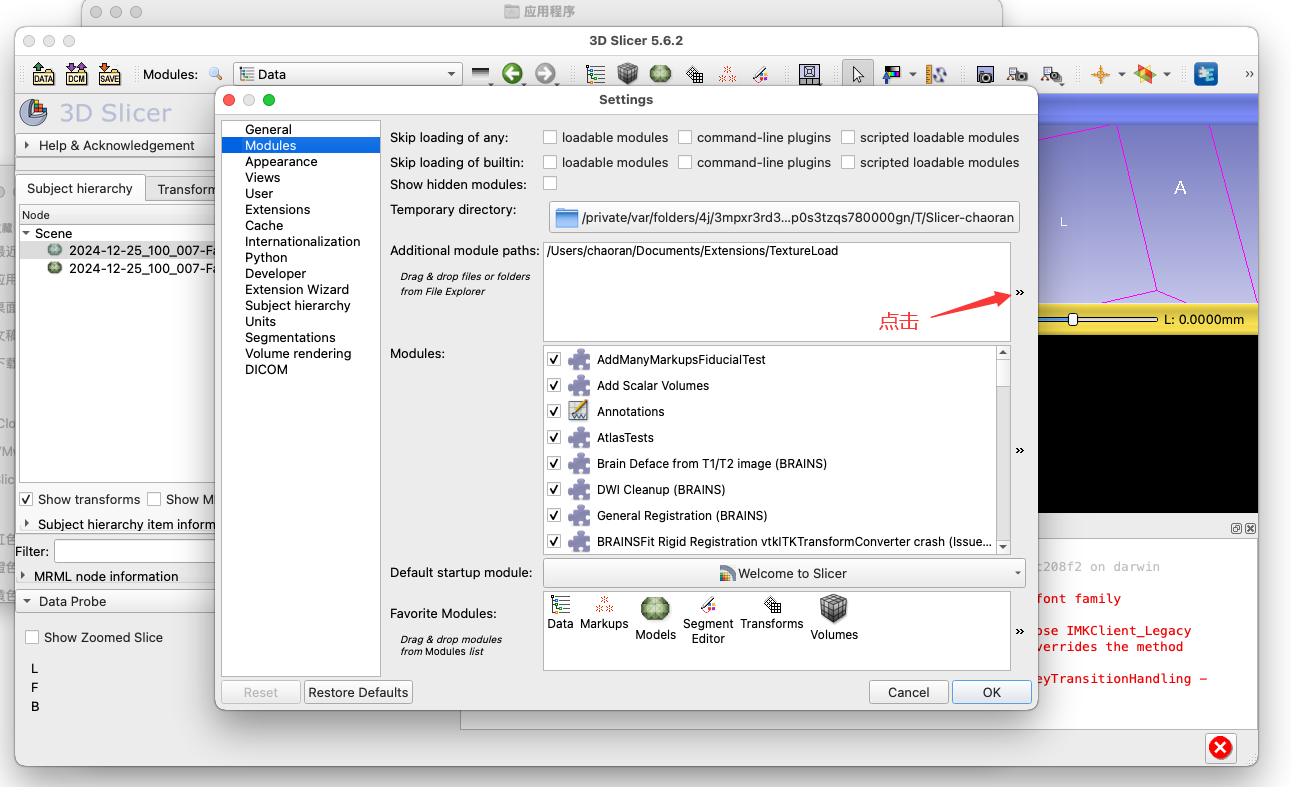 应用程序
3D Slicer 5.6.2
DATA DCM SAVE Modules: Data
3D Slicer
Help & Acknowledgement
Subject hierarchy
Node
Scene
2024-12-25_100_007-Fa
2024-12-25_100_007-Fa
Show transforms Show M
Subject hierarchy item inform
Filter:
MRML node information
Data Probe
Show Zoomed Slice
L
F
B
Settings
General
Modules
Appearance
Views
User
Extensions
Cache
Internationalization
Python
Developer
Extension Wizard
Subject hierarchy
Units
Segmentations
Volume rendering
DICOM
Skip loading of any: loadable modules command-line plugins scripted loadable modules
Skip loading of builtin: loadable modules command-line plugins scripted loadable modules
Show hidden modules:
Temporary directory: /private/var/folders/4j/3mpxr3rd3...p0s3tzqs780000gn/T/Slicer-chaoran
Additional module paths: /Users/chaoran/Documents/Extensions/TextureLoad
Drag & drop files or folders
from File Explorer
点击
Modules:
AddManyMarkupsFiducialTest
Add Scalar Volumes
Annotations
AtlasTests
Brain Deface from T1/T2 image (BRAINS)
DWI Cleanup (BRAINS)
General Registration (BRAINS)
BRAINSFit Rigid Registration vtkITKTransformConverter crash (Issue...
Default startup module: Welcome to Slicer
Favorite Modules:
Drag & drop modules
from Modules list
Data Markups Models Segment Editor Transforms Volumes
Reset Restore Defaults Cancel OK
A
L
L: 0.0000mm
c208f2 on darwin
font family
ose IMKClient_Legacy
verrides the method
eyTransitionHandling –